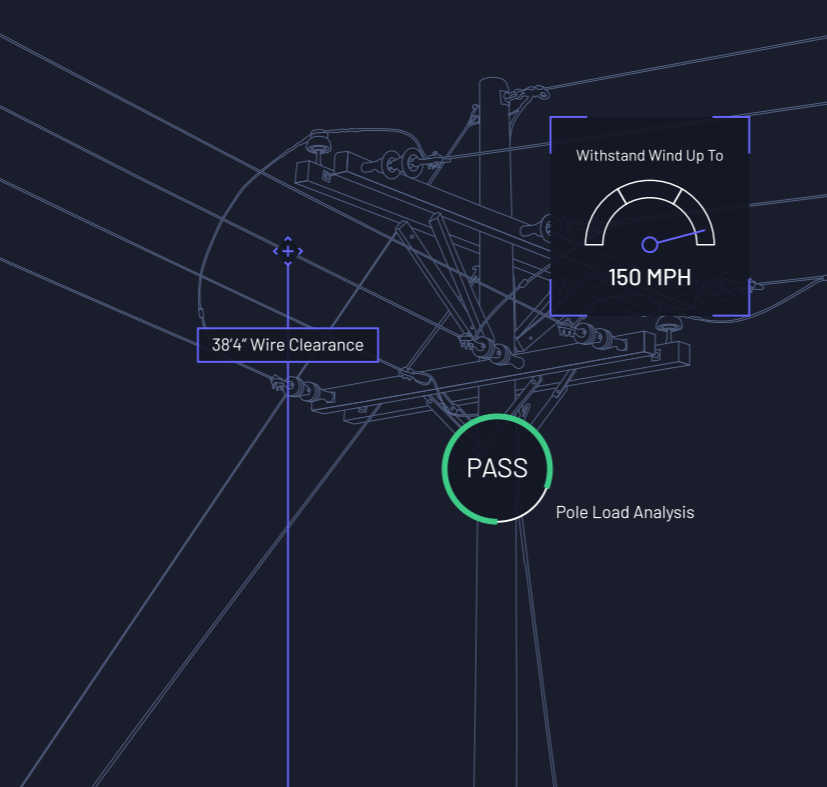 Withstand Wind Up To
150 MPH
38’4” Wire Clearance
PASS
Pole Load Analysis